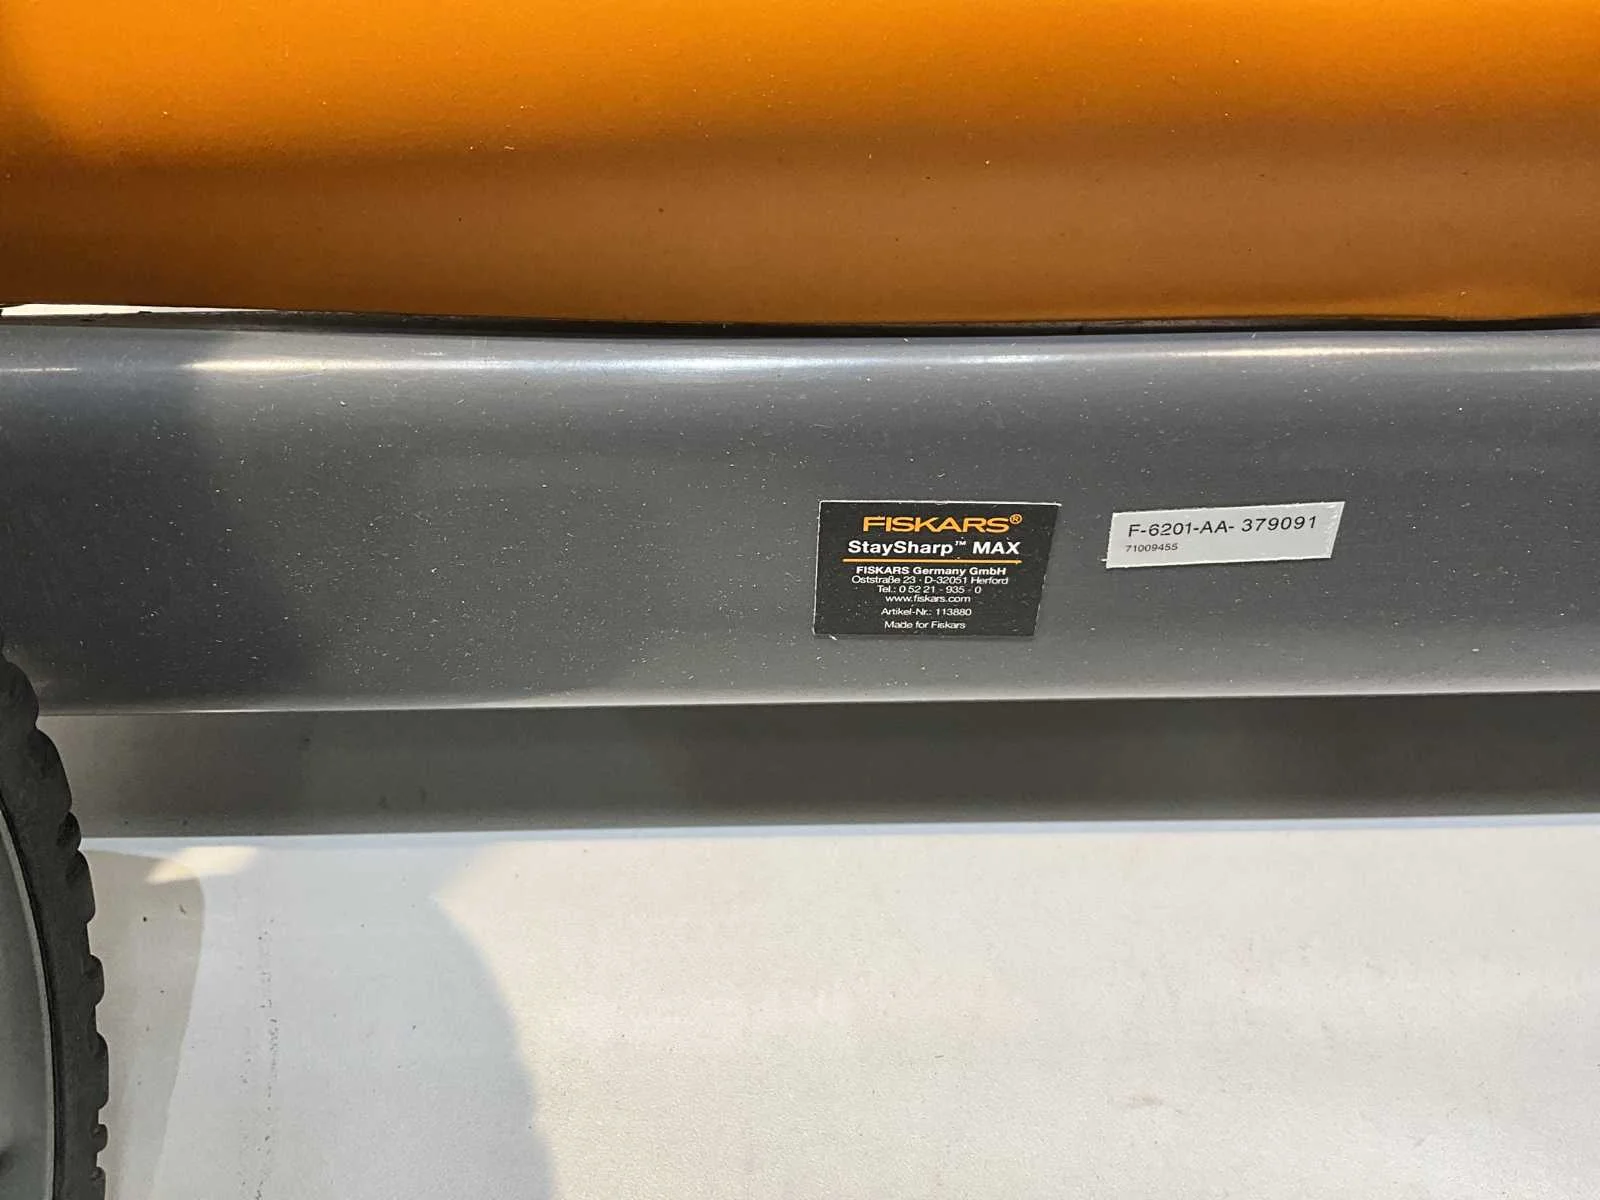 FISKARS®
StaySharp™ MAX
FISKARS Germany GmbH
Oststraße 23 · D-32051 Herford
Tel.: 0 52 21 - 935 - 0
www.fiskars.com
Artikel-Nr.: 113880
Made for Fiskars
F-6201-AA- 379091
71009455